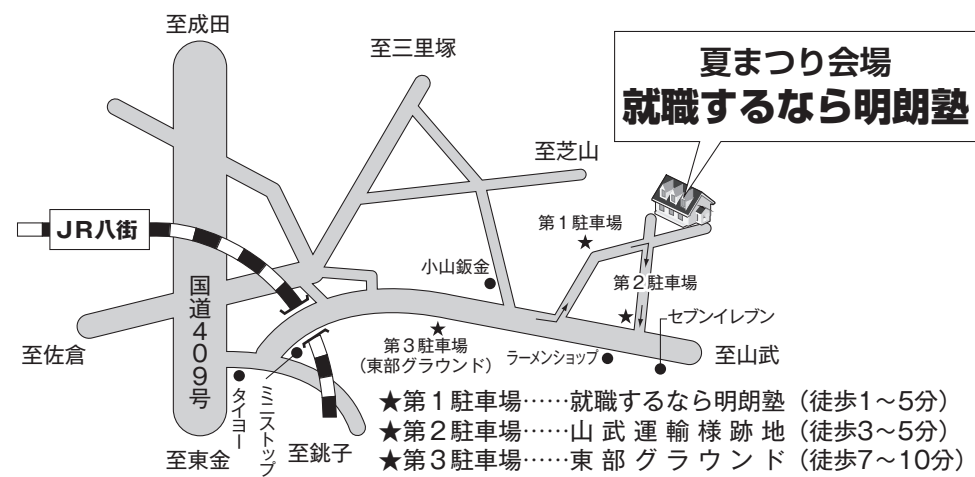 至成田
至三里塚
夏まつり会場
就職するなら明朗塾
至芝山
第1駐車場
★
JR八街
小山鈑金
●
第2駐車場
★
国道409号
セブンイレブン
●
至佐倉
★
第3駐車場
(東部グラウンド)
ラーメンショップ●
至山武
●
タイヨー
●
ミニストップ
至東金
至銚子
★第1駐車場……就職するなら明朗塾(徒歩1～5分)
★第2駐車場……山武運輸様跡地(徒歩3～5分)
★第3駐車場……東部グラウンド(徒歩7～10分)